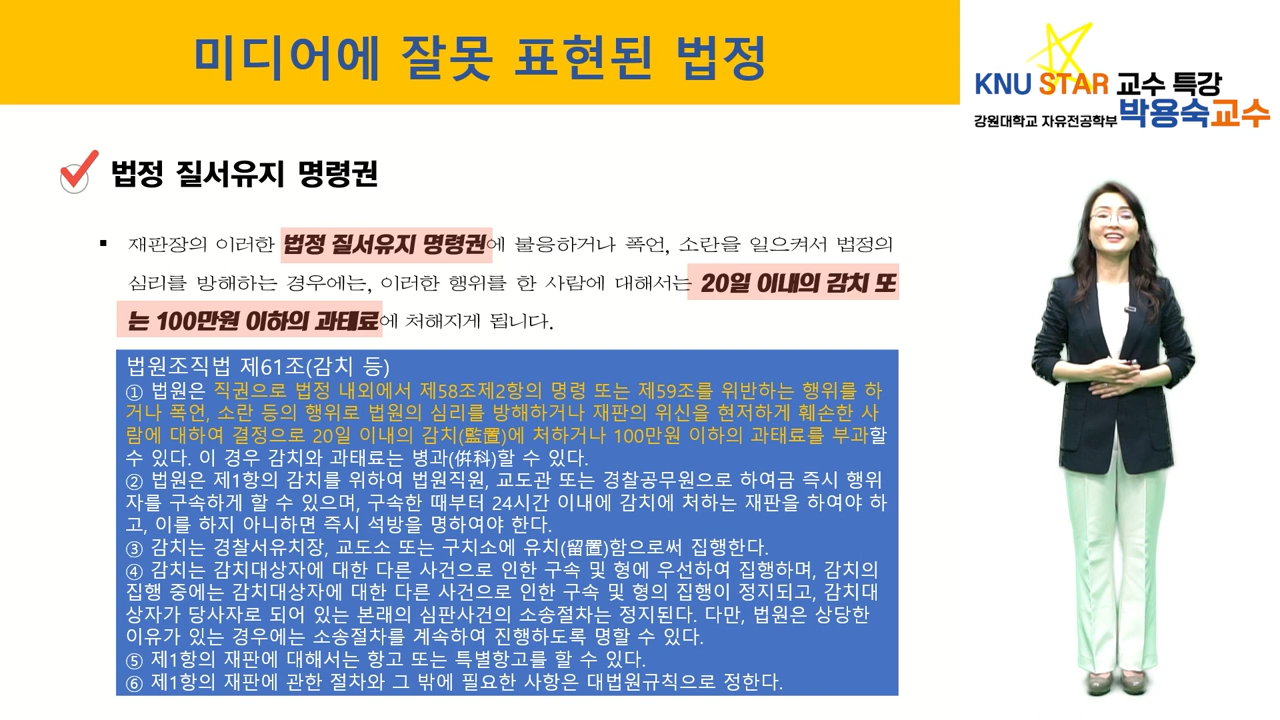 미디어에 잘못 표현된 법정
KNU STAR 교수 특강
강원대학교 자유전공학부 박용숙교수
법정 질서유지 명령권
▪ 재판장의 이러한 법정 질서유지 명령권에 불응하거나 폭언, 소란을 일으켜서 법정의
심리를 방해하는 경우에는, 이러한 행위를 한 사람에 대해서는 20일 이내의 감치 또
는 100만원 이하의 과태료에 처해지게 됩니다.
법원조직법 제61조(감치 등)
① 법원은 직권으로 법정 내외에서 제58조제2항의 명령 또는 제59조를 위반하는 행위를 하
거나 폭언, 소란 등의 행위로 법원의 심리를 방해하거나 재판의 위신을 현저하게 훼손한 사
람에 대하여 결정으로 20일 이내의 감치(監置)에 처하거나 100만원 이하의 과태료를 부과할
수 있다. 이 경우 감치와 과태료는 병과(倂科)할 수 있다.
② 법원은 제1항의 감치를 위하여 법원직원, 교도관 또는 경찰공무원으로 하여금 즉시 행위
자를 구속하게 할 수 있으며, 구속한 때부터 24시간 이내에 감치에 처하는 재판을 하여야 하
고, 이를 하지 아니하면 즉시 석방을 명하여야 한다.
③ 감치는 경찰서유치장, 교도소 또는 구치소에 유치(留置)함으로써 집행한다.
④ 감치는 감치대상자에 대한 다른 사건으로 인한 구속 및 형에 우선하여 집행하며, 감치의
집행 중에는 감치대상자에 대한 다른 사건으로 인한 구속 및 형의 집행이 정지되고, 감치대
상자가 당사자로 되어 있는 본래의 심판사건의 소송절차는 정지된다. 다만, 법원은 상당한
이유가 있는 경우에는 소송절차를 계속하여 진행하도록 명할 수 있다.
⑤ 제1항의 재판에 대해서는 항고 또는 특별항고를 할 수 있다.
⑥ 제1항의 재판에 관한 절차와 그 밖에 필요한 사항은 대법원규칙으로 정한다.